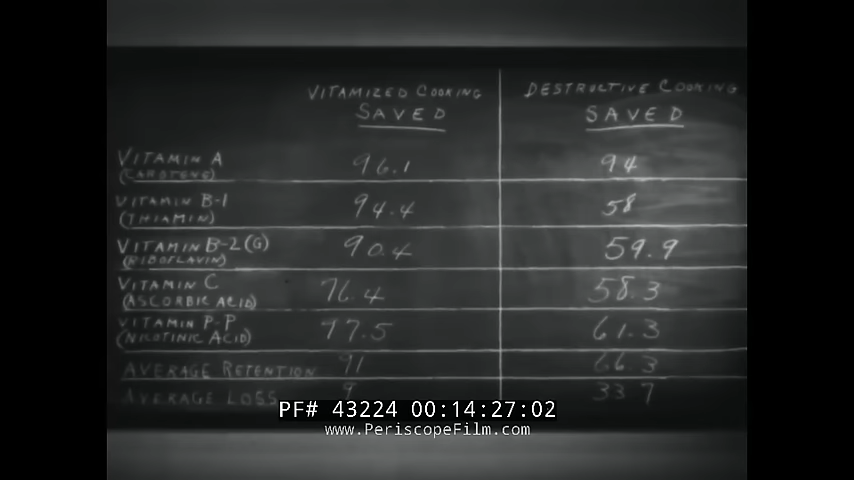 VITAMIZED COOKING DESTRUCTIVE COOKING
SAVED SAVED
VITAMIN A 96.1 94
(CAROTENE)
VITAMIN B-1 94.4 58
(THIAMIN)
VITAMIN B-2 (G) 90.4 59.9
(RIBOFLAVIN)
VITAMIN C 76.4 58.3
(ASCORBIC ACID)
VITAMIN P-P 97.5 61.3
(NICOTINIC ACID)
AVERAGE RETENTION 91 66.3
AVERAGE LOSS 9 33.7
PF# 43224 00:14:27:02
www.PeriscopeFilm.com